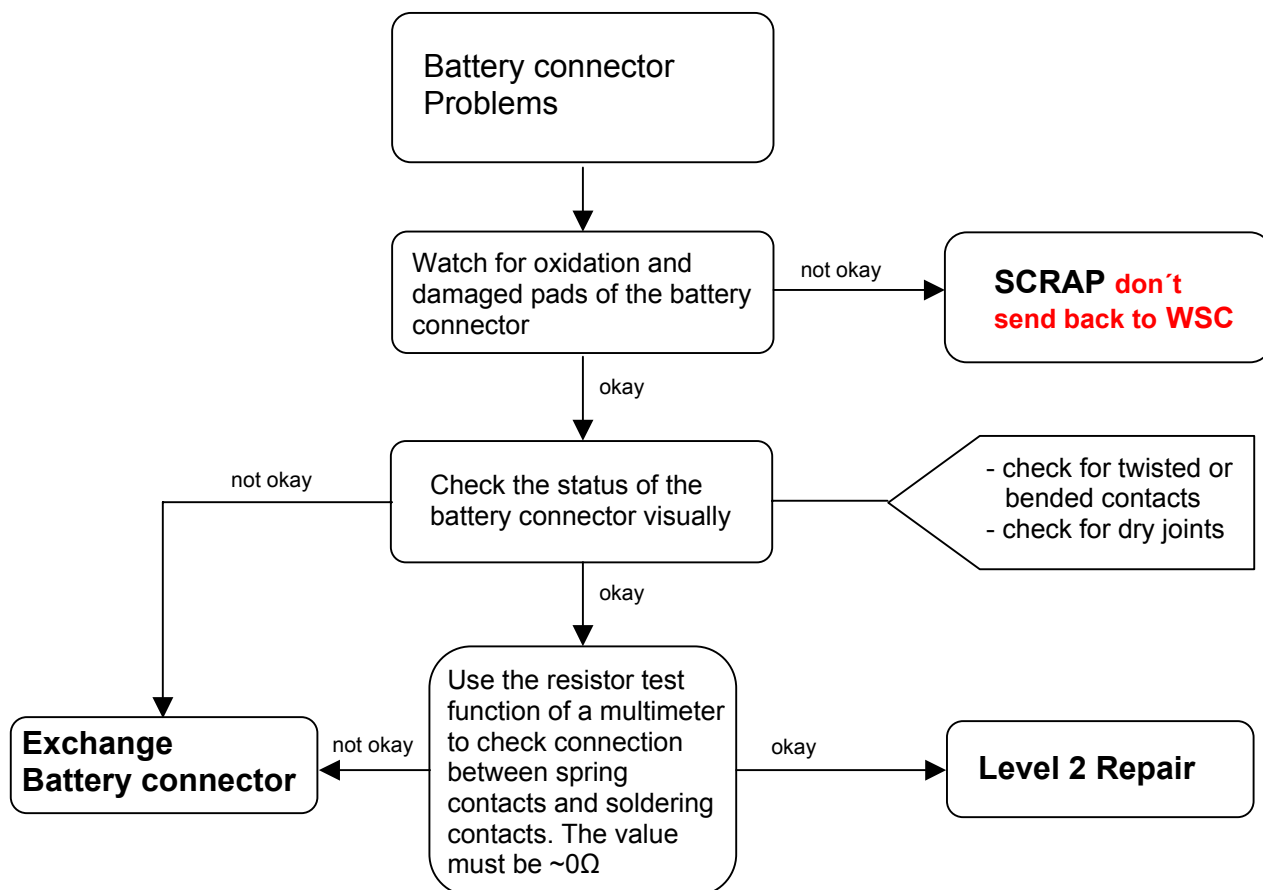 Battery connector
Problems
Watch for oxidation and
damaged pads of the battery
connector
not okay
SCRAP don´t
send back to WSC
okay
not okay
Check the status of the
battery connector visually
- check for twisted or
bended contacts
- check for dry joints
okay
Exchange
Battery connector
not okay
Use the resistor test
function of a multimeter
to check connection
between spring
contacts and soldering
contacts. The value
must be ~0Ω
okay
Level 2 Repair